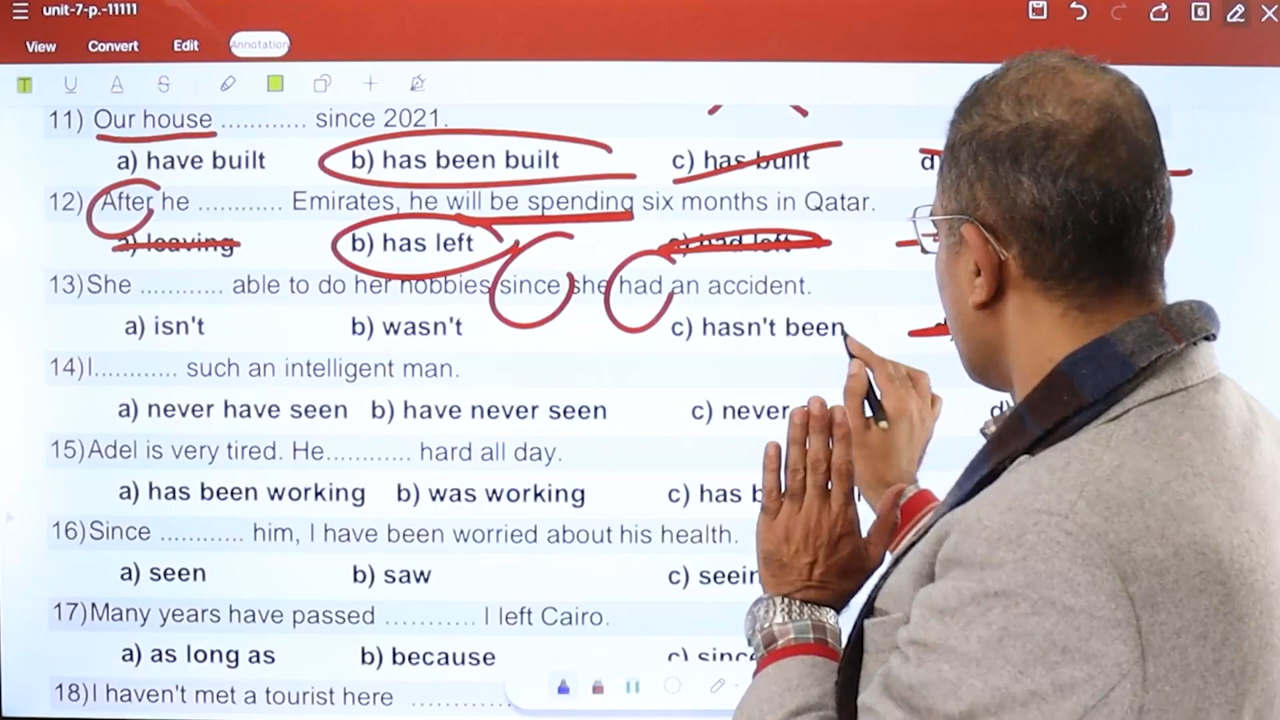 unit-7-p.-11111
View Convert Edit Annotation
11) Our house ............ since 2021.
a) have built b) has been built c) has built d)
12) After he ............ Emirates, he will be spending six months in Qatar.
a) leaving b) has left c) had left
13) She ............ able to do her hobbies since she had an accident.
a) isn't b) wasn't c) hasn't been
14) I............ such an intelligent man.
a) never have seen b) have never seen c) never d)
15) Adel is very tired. He............ hard all day.
a) has been working b) was working c) has
16) Since ............ him, I have been worried about his health.
a) seen b) saw c)
17) Many years have passed ........... I left Cairo.
a) as long as b) because c) since
18) I haven't met a tourist here ............